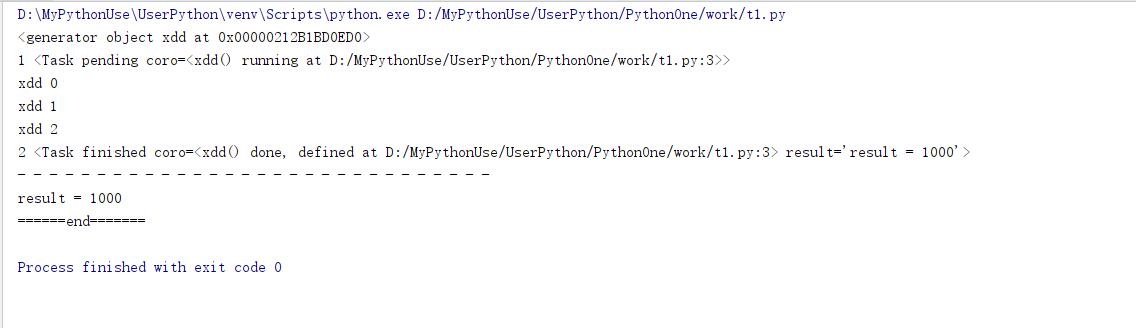 D:\MyPythonUse\UserPython\venv\Scripts\python.exe D:/MyPythonUse/UserPython/PythonOne/work/t1.py
<generator object xdd at 0x00000212B1BD0ED0>
1 <Task pending coro=<xdd() running at D:/MyPythonUse/UserPython/PythonOne/work/t1.py:3>>
xdd 0
xdd 1
xdd 2
2 <Task finished coro=<xdd() done, defined at D:/MyPythonUse/UserPython/PythonOne/work/t1.py:3> result='result = 1000'>
- - - - - - - - - - - - - - - - - - - - - - - - - - - - - -
result = 1000
======end=======
Process finished with exit code 0